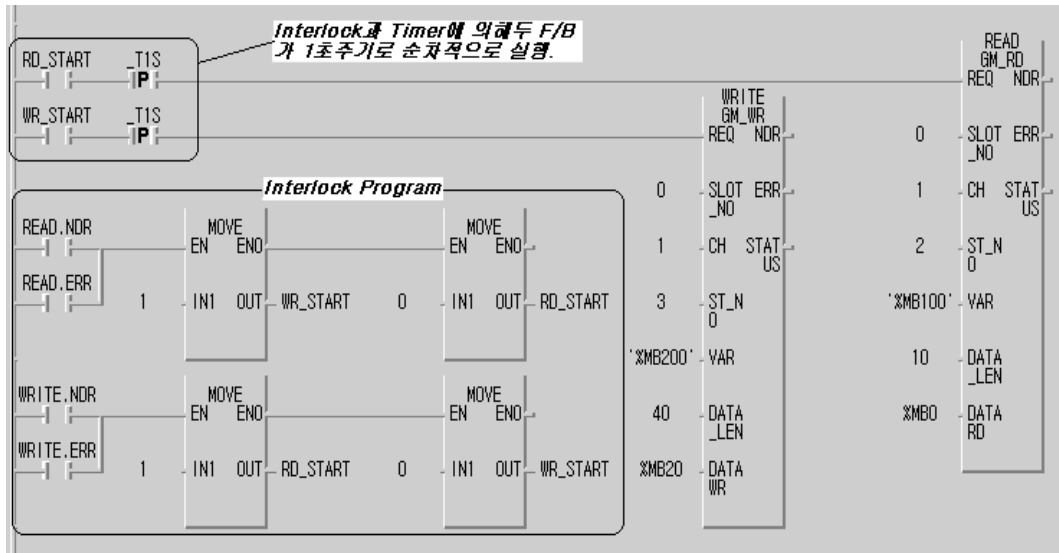 Interlock과 Timer에 의해두 F/B
가 1초주기로 순차적으로 실행.
RD_START _T1S
P
WR_START _T1S
P
READ
GM_RD
REQ NDR
0 SLOT ERR
_NO
1 CH STAT
US
2 ST_N
O
'%MB100' VAR
10 DATA
_LEN
%MB0 DATA
RD
WRITE
GM_WR
REQ NDR
0 SLOT ERR
_NO
1 CH STAT
US
3 ST_N
O
'%MB200' VAR
40 DATA
_LEN
%MB20 DATA
WR
Interlock Program
READ.NDR
READ.ERR
MOVE
EN ENO
1 IN1 OUT WR_START
MOVE
EN ENO
0 IN1 OUT RD_START
WRITE.NDR
WRITE.ERR
MOVE
EN ENO
1 IN1 OUT RD_START
MOVE
EN ENO
0 IN1 OUT WR_START